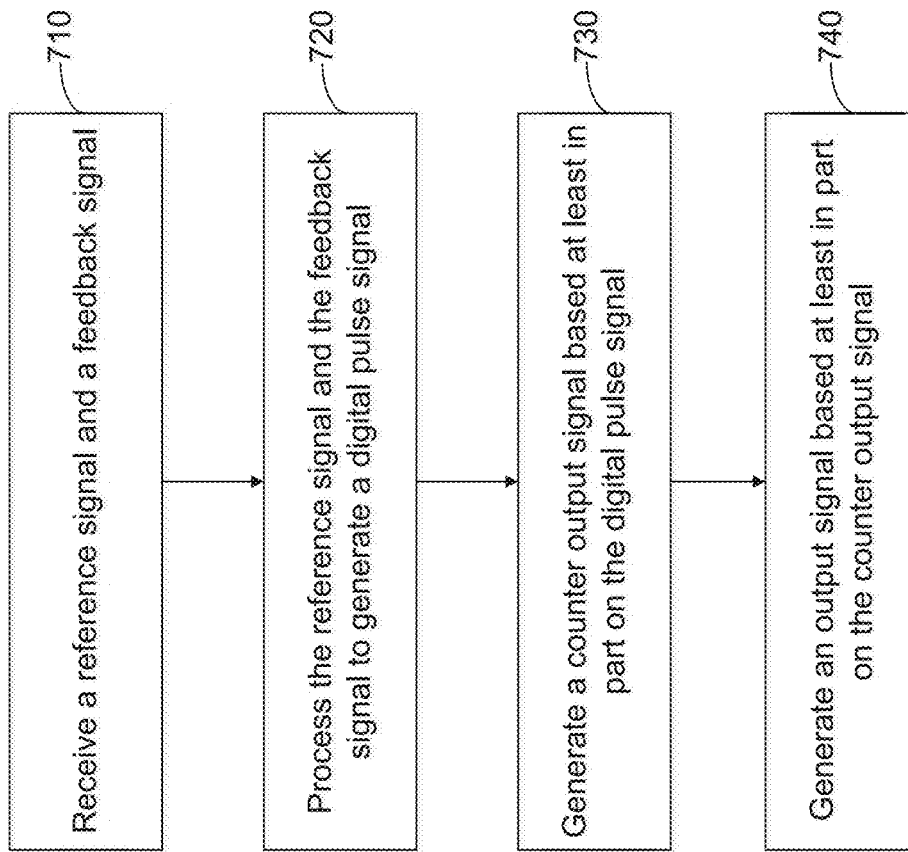 710
Receive a reference signal and a feedback signal
720
Process the reference signal and the feedback
signal to generate a digital pulse signal
730
Generate a counter output signal based at least in
part on the digital pulse signal
740
Generate an output signal based at least in part
on the counter output signal